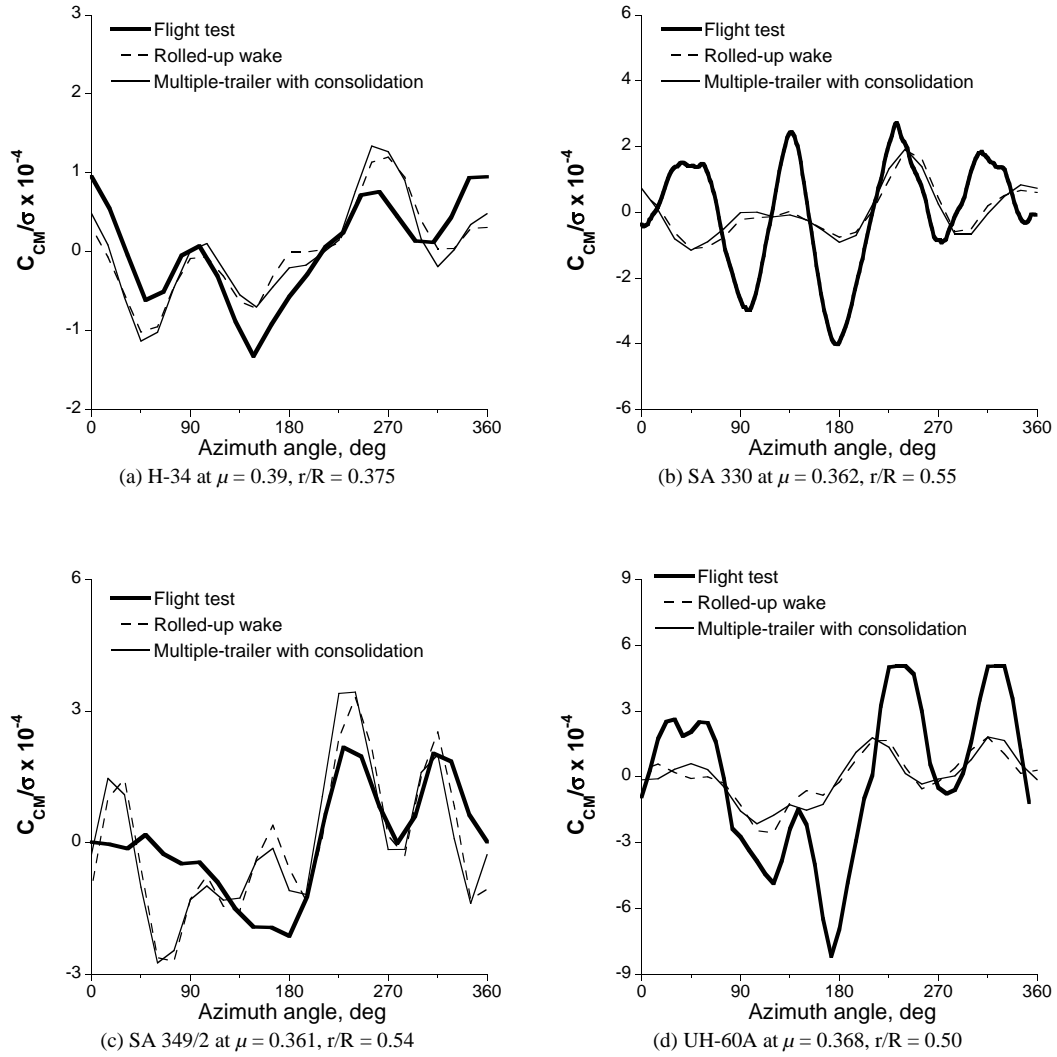 3
Flight test
Rolled-up wake
Multiple-trailer with consolidation
2
1
0
-1
-2
C_CM/σ x 10^-4
0 90 180 270 360
Azimuth angle, deg
(a) H-34 at μ = 0.39, r/R = 0.375
6
Flight test
Rolled-up wake
Multiple-trailer with consolidation
4
2
0
-2
-4
-6
C_CM/σ x 10^-4
0 90 180 270 360
Azimuth angle, deg
(b) SA 330 at μ = 0.362, r/R = 0.55
6
Flight test
Rolled-up wake
Multiple-trailer with consolidation
3
0
-3
C_CM/σ x 10^-4
0 90 180 270 360
Azimuth angle, deg
(c) SA 349/2 at μ = 0.361, r/R = 0.54
9
Flight test
Rolled-up wake
Multiple-trailer with consolidation
6
3
0
-3
-6
-9
C_CM/σ x 10^-4
0 90 180 270 360
Azimuth angle, deg
(d) UH-60A at μ = 0.368, r/R = 0.50